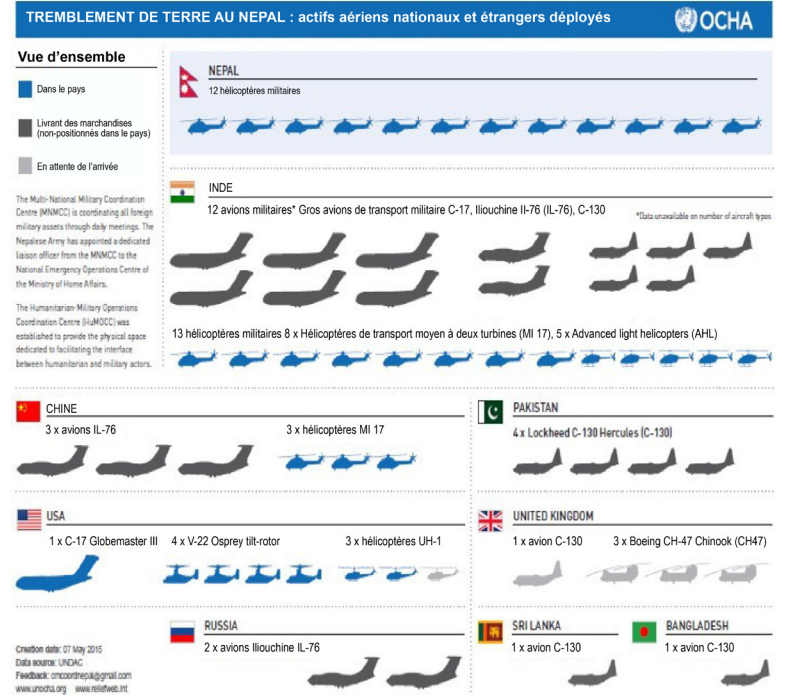 TREMBLEMENT DE TERRE AU NEPAL : actifs aériens nationaux et étrangers déployés
OCHA
Vue d'ensemble
Dans le pays
Livrant des marchandises
(non-positionnés dans le pays)
En attente de l'arrivée
The Multi-National Military Coordination
Centre (MNMCC) is coordinating all foreign
military assets through daily meetings. The
Nepalese Army has appointed a dedicated
liaison officer from the MNMCC to the
National Emergency Operations Centre of
the Ministry of Home Affairs.
The Humanitarian-Military Operations
Coordination Centre (HuMOCC) was
established to provide the physical space
dedicated to facilitating the interface
between humanitarian and military actors.
NEPAL
12 hélicoptères militaires
INDE
12 avions militaires* Gros avions de transport militaire C-17, Iliouchine II-76 (IL-76), C-130
*Data unavailable on number of aircraft types
13 hélicoptères militaires 8 x Hélicoptères de transport moyen à deux turbines (MI 17), 5 x Advanced light helicopters (AHL)
CHINE
3 x avions IL-76
3 x hélicoptères MI 17
PAKISTAN
4 x Lockheed C-130 Hercules (C-130)
USA
1 x C-17 Globemaster III
4 x V-22 Osprey tilt-rotor
3 x hélicoptères UH-1
UNITED KINGDOM
1 x avion C-130
3 x Boeing CH-47 Chinook (CH47)
RUSSIA
2 x avions Iliouchine IL-76
SRI LANKA
1 x avion C-130
BANGLADESH
1 x avion C-130
Creation date: 07 May 2015
Data source: UNDAC
Feedback: cmcoordnepal@gmail.com
www.unocha.org www.reliefweb.int